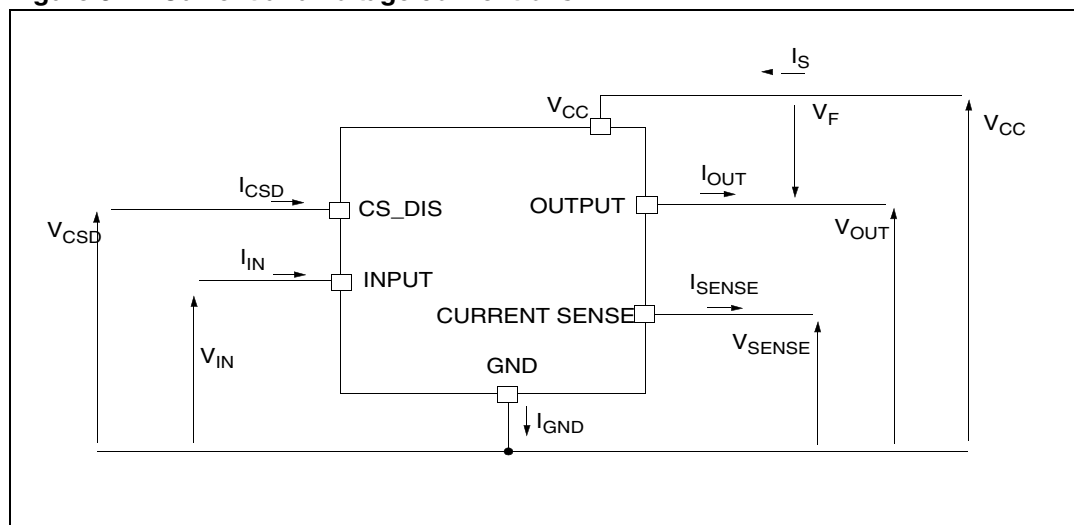 I_S
V_CC
V_F
V_CC
I_CSD
I_OUT
CS_DIS
OUTPUT
V_CSD
V_OUT
I_IN
INPUT
I_SENSE
CURRENT SENSE
V_IN
V_SENSE
GND
I_GND